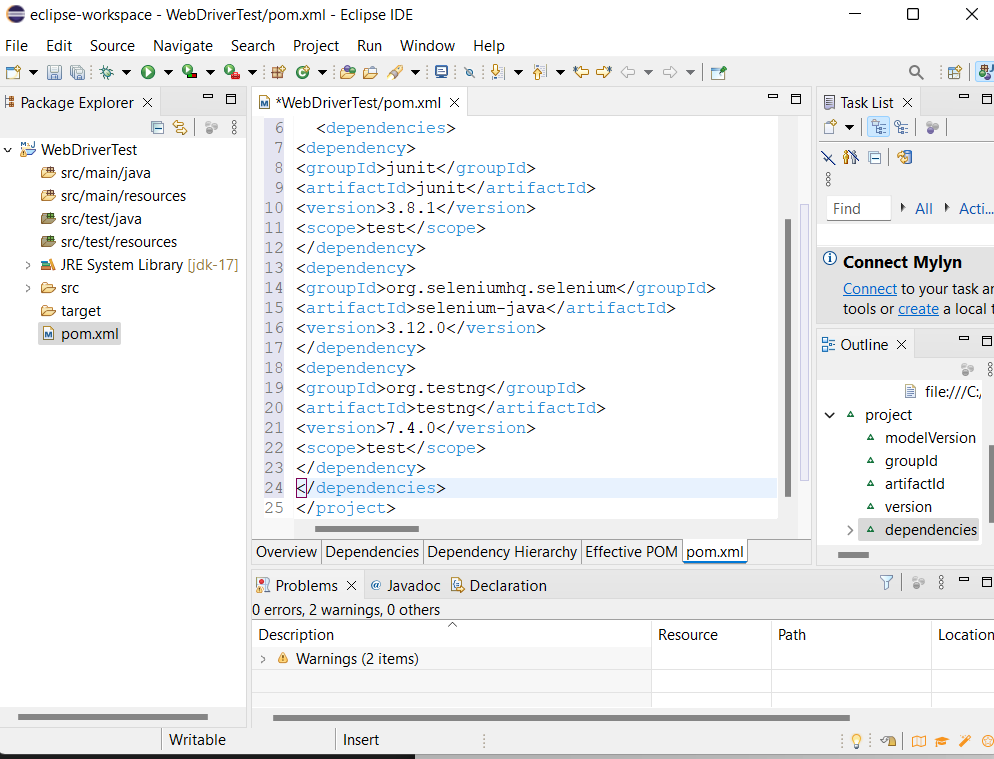 eclipse-workspace - WebDriverTest/pom.xml - Eclipse IDE
File Edit Source Navigate Search Project Run Window Help
Package Explorer
WebDriverTest
src/main/java
src/main/resources
src/test/java
src/test/resources
JRE System Library [jdk-17]
src
target
pom.xml
*WebDriverTest/pom.xml
6 <dependencies>
7 <dependency>
8 <groupId>junit</groupId>
9 <artifactId>junit</artifactId>
10 <version>3.8.1</version>
11 <scope>test</scope>
12 </dependency>
13 <dependency>
14 <groupId>org.seleniumhq.selenium</groupId>
15 <artifactId>selenium-java</artifactId>
16 <version>3.12.0</version>
17 </dependency>
18 <dependency>
19 <groupId>org.testng</groupId>
20 <artifactId>testng</artifactId>
21 <version>7.4.0</version>
22 <scope>test</scope>
23 </dependency>
24 </dependencies>
25 </project>
Overview Dependencies Dependency Hierarchy Effective POM pom.xml
Task List
Find All Acti...
Connect Mylyn
Connect to your task ar
tools or create a local t
Outline
file:///C:/
project
modelVersion
groupId
artifactId
version
dependencies
Problems @ Javadoc Declaration
0 errors, 2 warnings, 0 others
Description Resource Path Location
Warnings (2 items)
Writable Insert